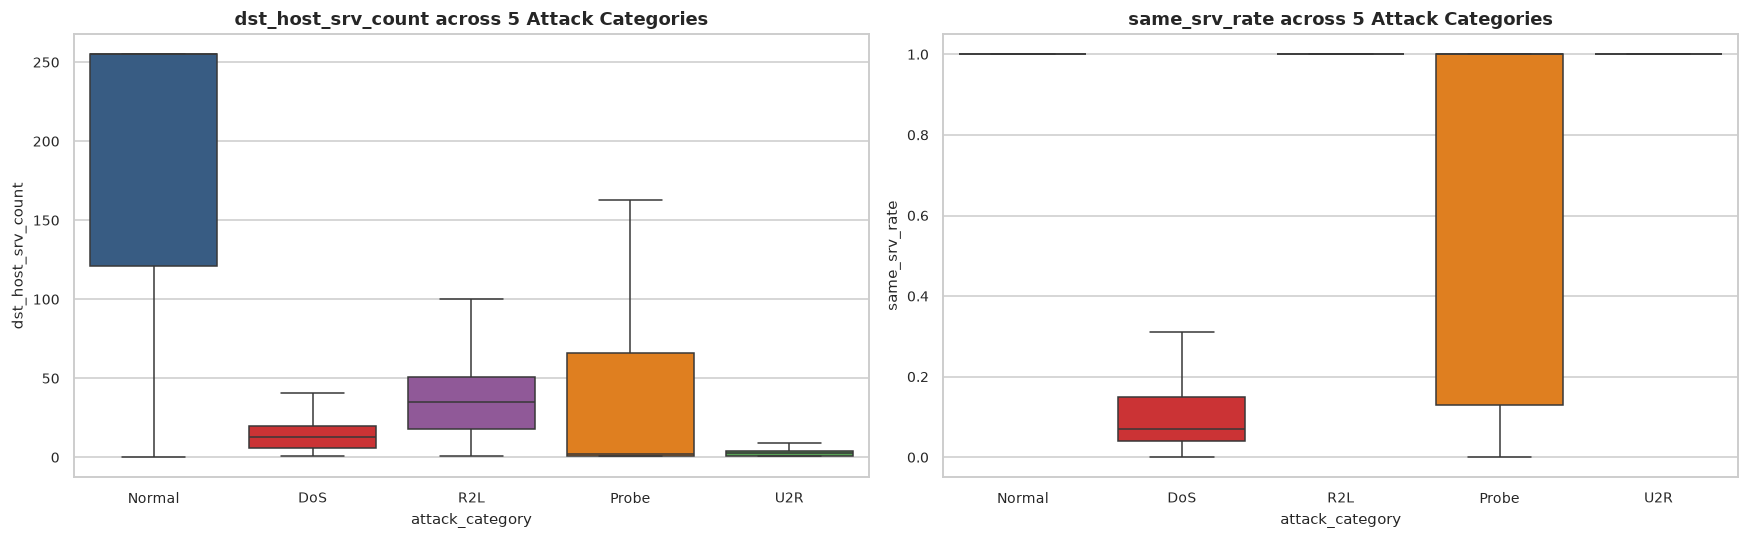 dst_host_srv_count across 5 Attack Categories
dst_host_srv_count
250
200
150
100
50
0
Normal
DoS
R2L
Probe
U2R
attack_category
same_srv_rate across 5 Attack Categories
same_srv_rate
1.0
0.8
0.6
0.4
0.2
0.0
Normal
DoS
R2L
Probe
U2R
attack_category